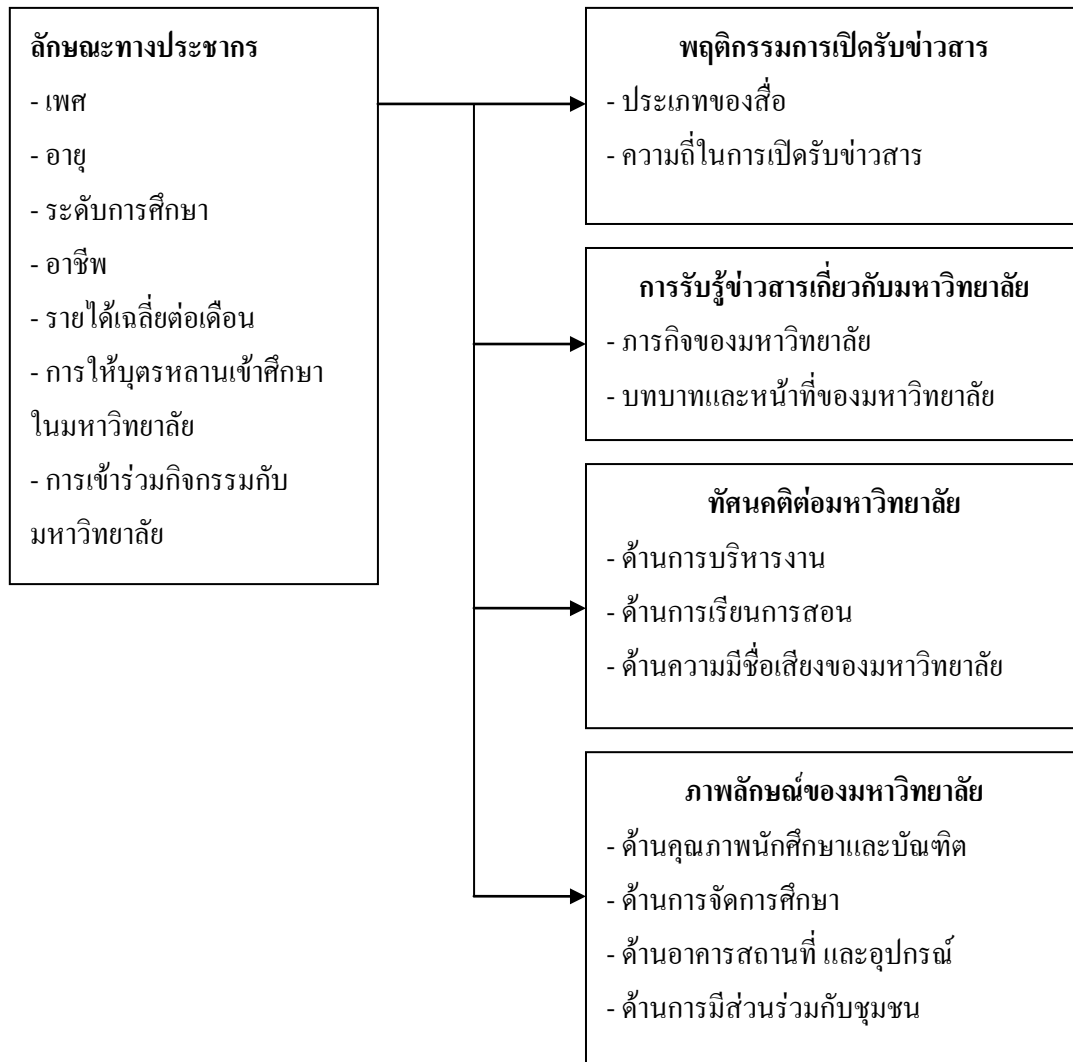 ลักษณะทางประชากร
- เพศ
- อายุ
- ระดับการศึกษา
- อาชีพ
- รายได้เฉลี่ยต่อเดือน
- การให้บุตรหลานเข้าศึกษา
ในมหาวิทยาลัย
- การเข้าร่วมกิจกรรมกับ
มหาวิทยาลัย
พฤติกรรมการเปิดรับข่าวสาร
- ประเภทของสื่อ
- ความถี่ในการเปิดรับข่าวสาร
การรับรู้ข่าวสารเกี่ยวกับมหาวิทยาลัย
- ภารกิจของมหาวิทยาลัย
- บทบาทและหน้าที่ของมหาวิทยาลัย
ทัศนคติต่อมหาวิทยาลัย
- ด้านการบริหารงาน
- ด้านการเรียนการสอน
- ด้านความมีชื่อเสียงของมหาวิทยาลัย
ภาพลักษณ์ของมหาวิทยาลัย
- ด้านคุณภาพนักศึกษาและบัณฑิต
- ด้านการจัดการศึกษา
- ด้านอาคารสถานที่ และอุปกรณ์
- ด้านการมีส่วนร่วมกับชุมชน